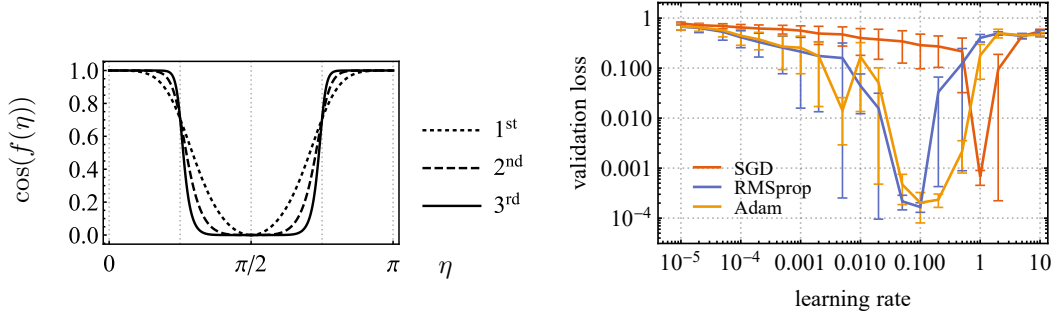 cos(f(η))
1.0
0.8
0.6
0.4
0.2
0.0
0
π/2
π
η
1st
2nd
3rd
validation loss
1
0.100
0.010
0.001
10⁻⁴
SGD
RMSprop
Adam
10⁻⁵
10⁻⁴
0.001
0.010
0.100
1
10
learning rate